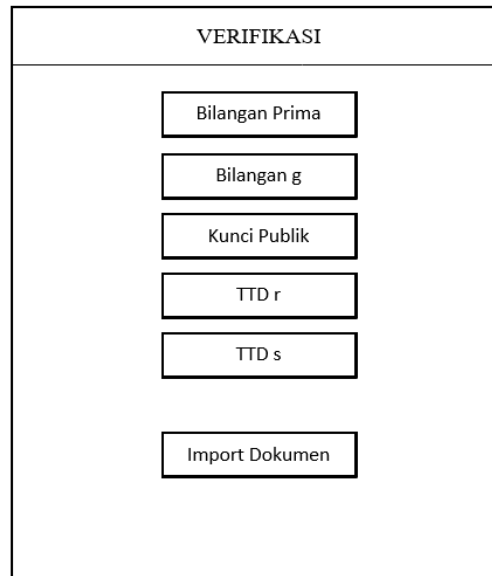 VERIFIKASI
Bilangan Prima
Bilangan g
Kunci Publik
TTD r
TTD s
Import Dokumen